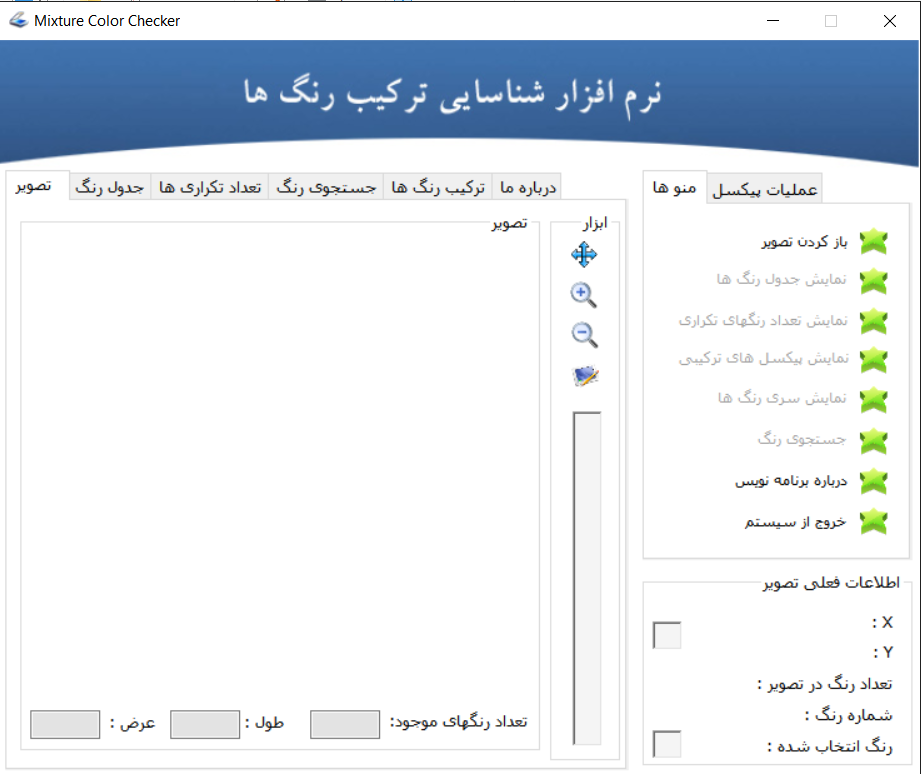 Mixture Color Checker
نرم افزار شناسایی ترکیب رنگ ها
منو ها
عملیات پیکسل
باز کردن تصویر
نمایش جدول رنگ ها
نمایش تعداد رنگهای تکراری
نمایش پیکسل های ترکیبی
نمایش سری رنگ ها
جستجوی رنگ
درباره برنامه نویس
خروج از سیستم
اطلاعات فعلی تصویر
X :
Y :
تعداد رنگ در تصویر :
شماره رنگ :
رنگ انتخاب شده :
درباره ما
ترکیب رنگ ها
جستجوی رنگ
تعداد تکراری ها
جدول رنگ
تصویر
ابزار
تصویر
تعداد رنگهای موجود:
طول :
عرض :